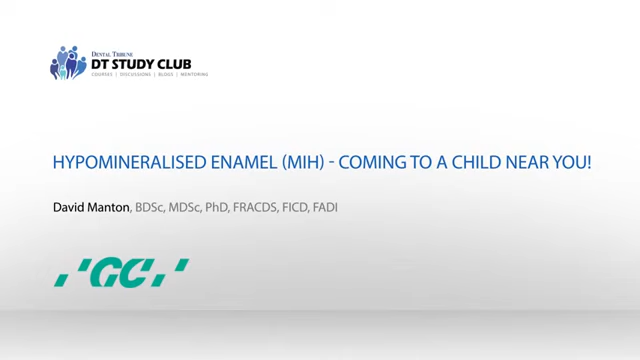 DENTAL TRIBUNE
DT STUDY CLUB
COURSES | DISCUSSIONS | BLOGS | MENTORING
HYPOMINERALISED ENAMEL (MIH) - COMING TO A CHILD NEAR YOU!
David Manton, BDSc, MDSc, PhD, FRACDS, FICD, FADI
GC